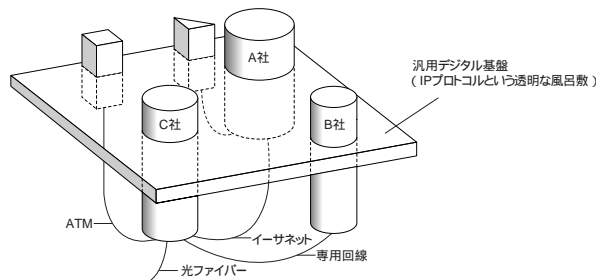 A社
汎用デジタル基盤
(IPプロトコルという透明な風呂敷)
C社
B社
ATM
イーサネット
専用回線
光ファイバー